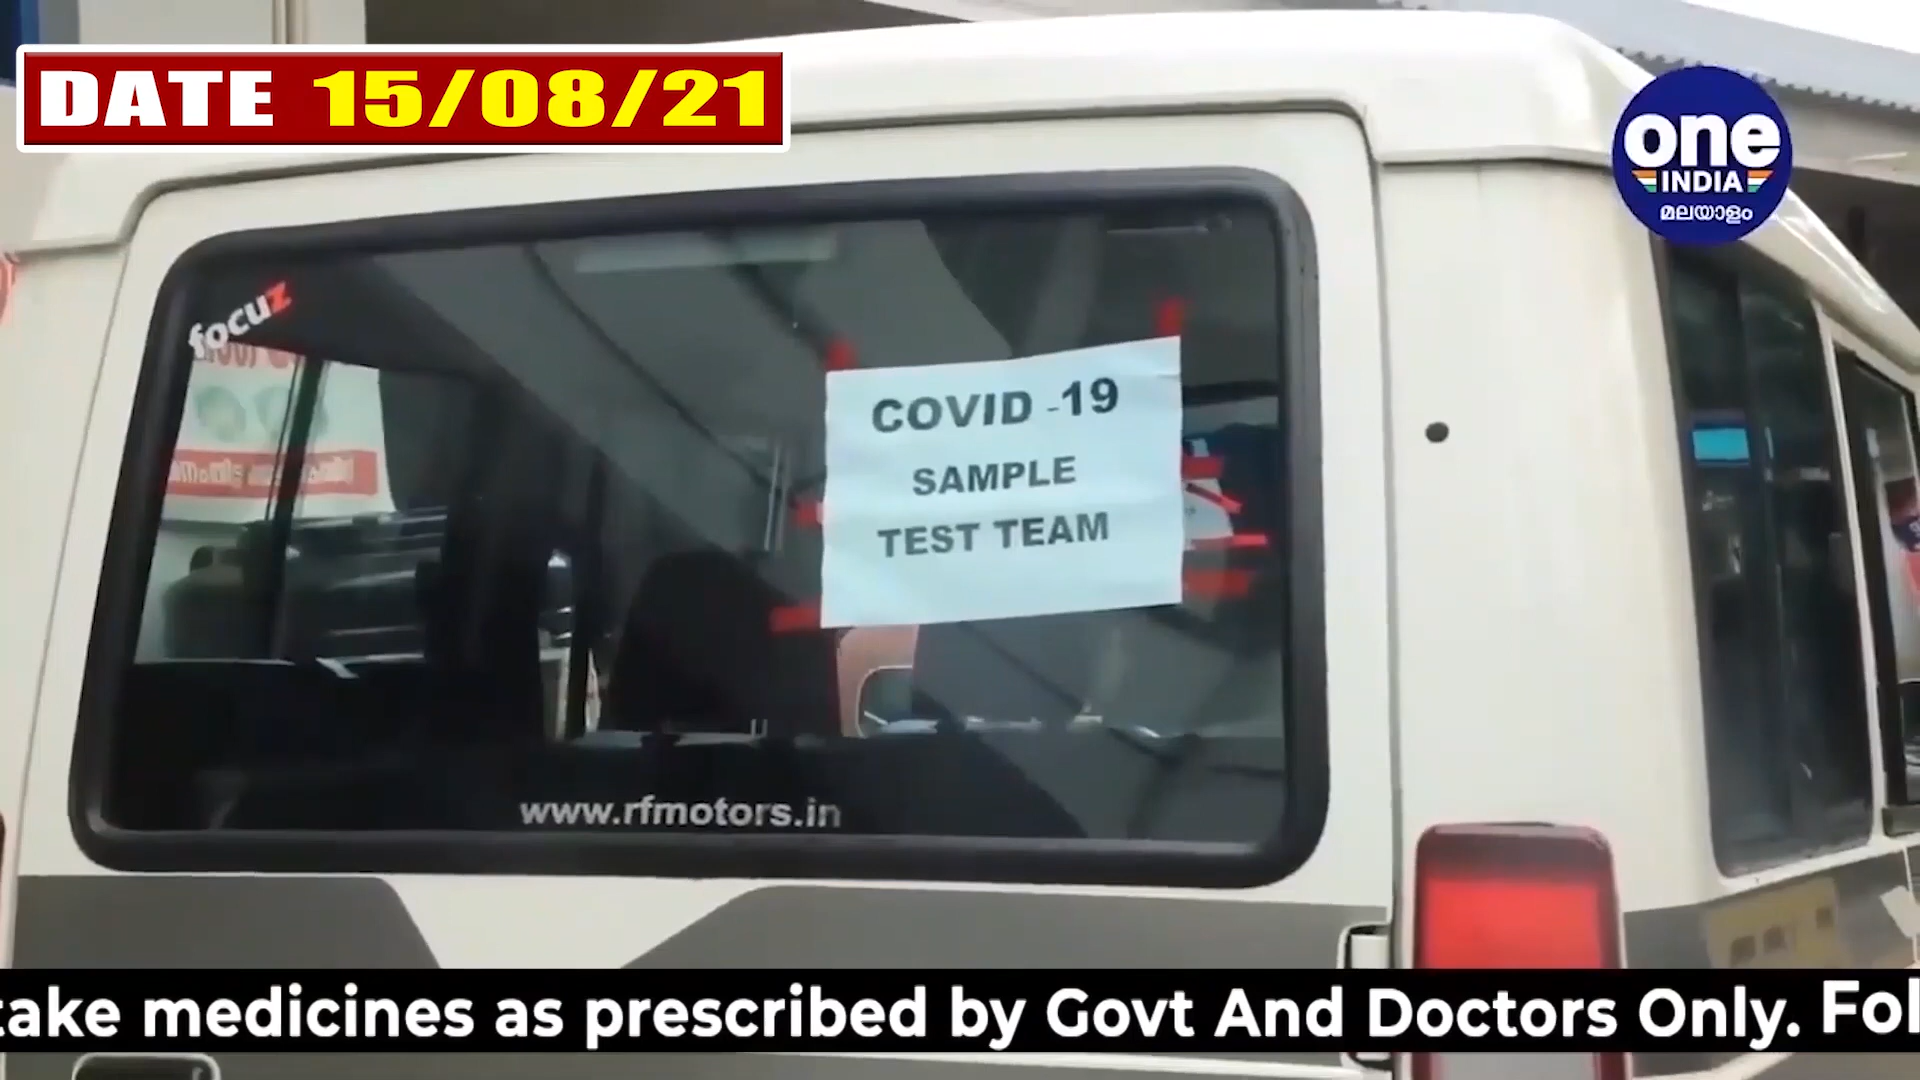 DATE 15/08/21
one
INDIA
മലയാളം
focuz
COVID -19
SAMPLE
TEST TEAM
www.rfmotors.in
take medicines as prescribed by Govt And Doctors Only. Fol